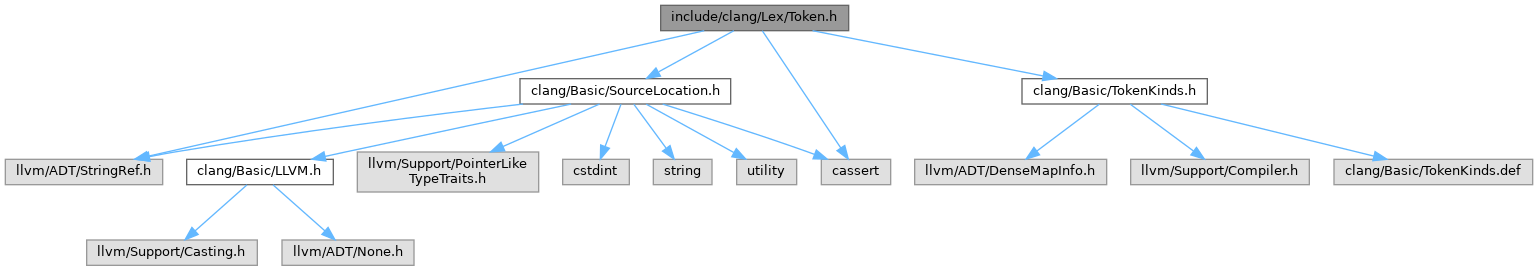 include/clang/Lex/Token.h
clang/Basic/SourceLocation.h
clang/Basic/TokenKinds.h
llvm/ADT/StringRef.h
clang/Basic/LLVM.h
llvm/Support/PointerLike
TypeTraits.h
cstdint
string
utility
cassert
llvm/ADT/DenseMapInfo.h
llvm/Support/Compiler.h
clang/Basic/TokenKinds.def
llvm/Support/Casting.h
llvm/ADT/None.h